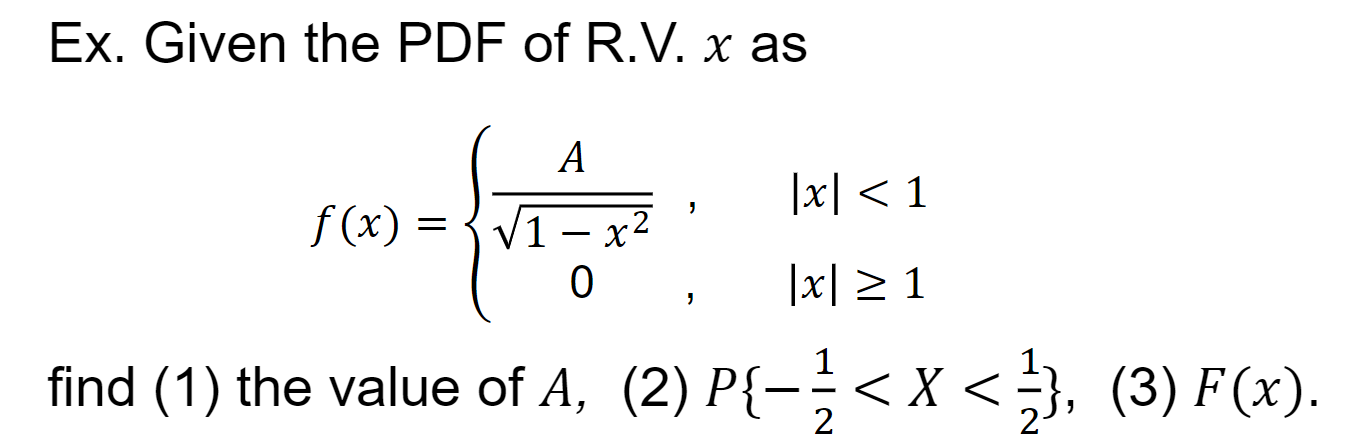 Ex. Given the PDF of R.V. x as
f(x) = { A/√(1 − x²) , |x| < 1
0 , |x| ≥ 1
find (1) the value of A, (2) P{−1/2 < X < 1/2}, (3) F(x).